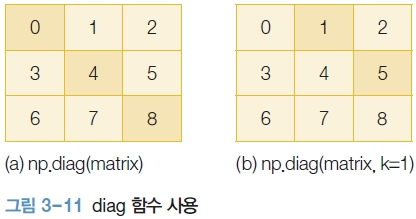 0 1 2
3 4 5
6 7 8
(a) np.diag(matrix)
0 1 2
3 4 5
6 7 8
(b) np.diag(matrix, k=1)
그림 3-11 diag 함수 사용